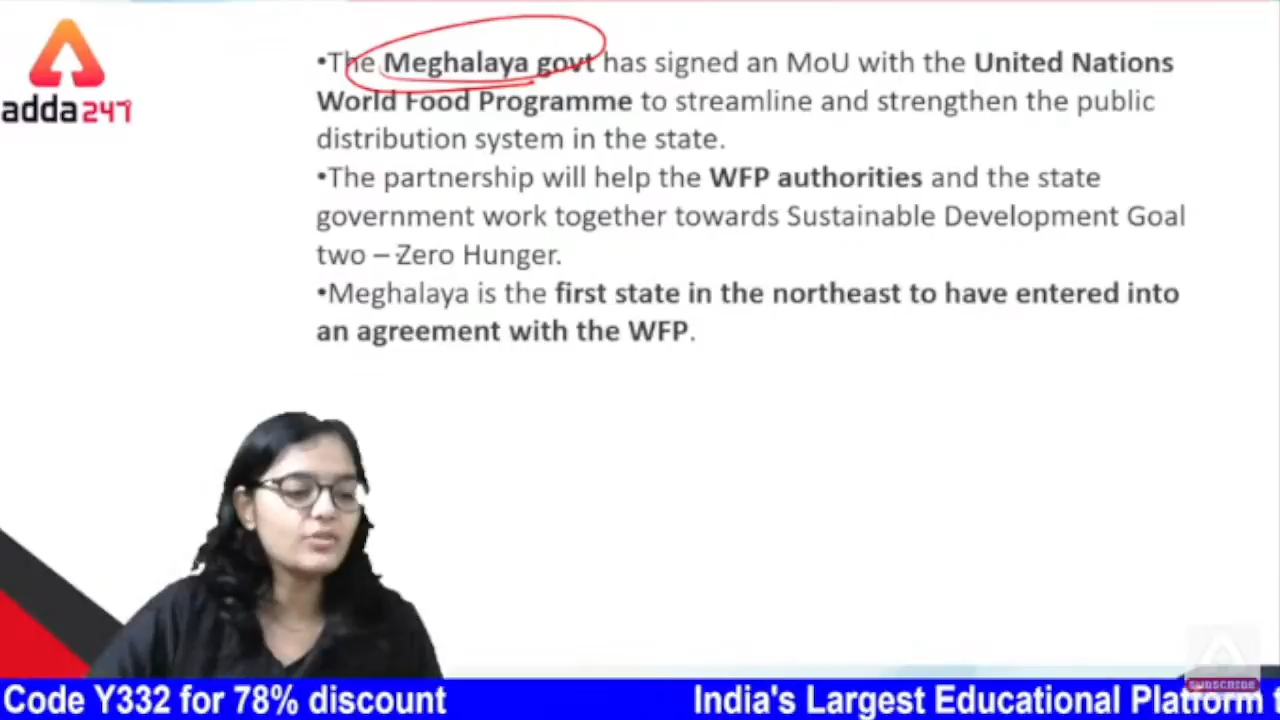 adda247
•The Meghalaya govt has signed an MoU with the United Nations
World Food Programme to streamline and strengthen the public
distribution system in the state.
•The partnership will help the WFP authorities and the state
government work together towards Sustainable Development Goal
two – Zero Hunger.
•Meghalaya is the first state in the northeast to have entered into
an agreement with the WFP.
SUBSCRIBE
Code Y332 for 78% discount
India's Largest Educational Platform t